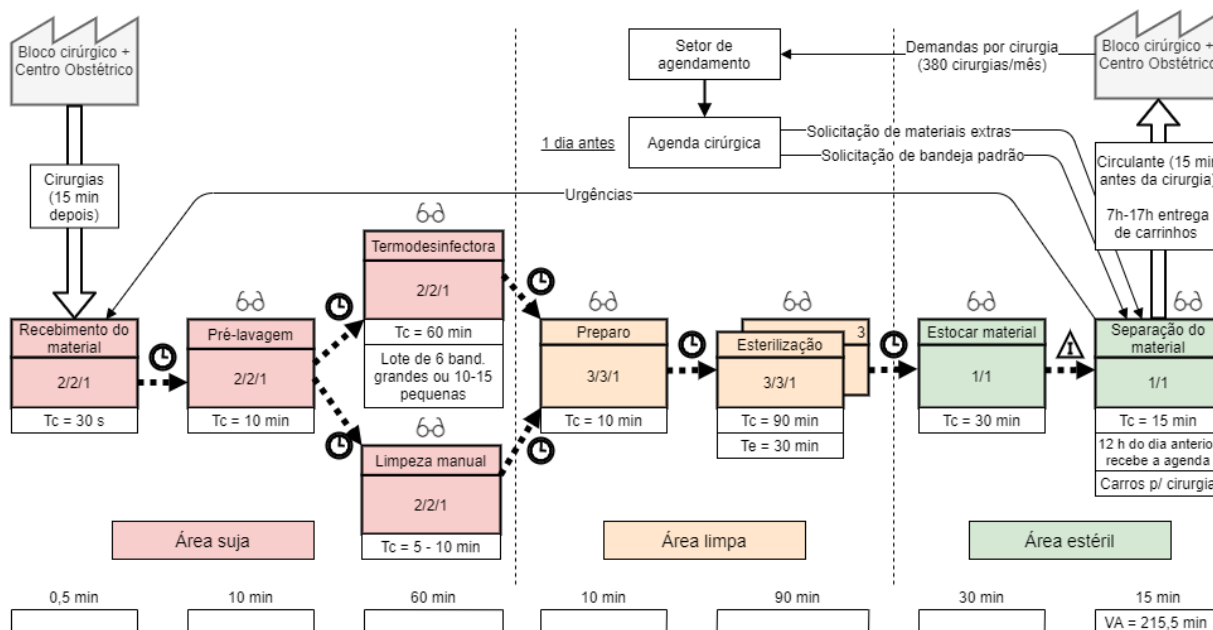 Bloco cirúrgico +
Centro Obstétrico
Setor de
agendamento
Demandas por cirurgia
(380 cirurgias/mês)
Bloco cirúrgico +
Centro Obstétrico
1 dia antes
Agenda cirúrgica
Solicitação de materiais extras
Solicitação de bandeja padrão
Cirurgias
(15 min
depois)
Circulante (15 min
antes da cirurgia)
7h-17h entrega
de carrinhos
Urgências
Termodesinfectora
2/2/1
Tc = 60 min
Lote de 6 band.
grandes ou 10-15
pequenas
Recebimento do
material
2/2/1
Tc = 30 s
Pré-lavagem
2/2/1
Tc = 10 min
Limpeza manual
2/2/1
Tc = 5 - 10 min
Preparo
3/3/1
Tc = 10 min
3
Esterilização
3/3/1
Tc = 90 min
Te = 30 min
Estocar material
1/1
Tc = 30 min
I
Separação do
material
1/1
Tc = 15 min
12 h do dia anterior
recebe a agenda
Carros p/ cirurgia
Área suja
Área limpa
Área estéril
0,5 min
10 min
60 min
10 min
90 min
30 min
15 min
VA = 215,5 min